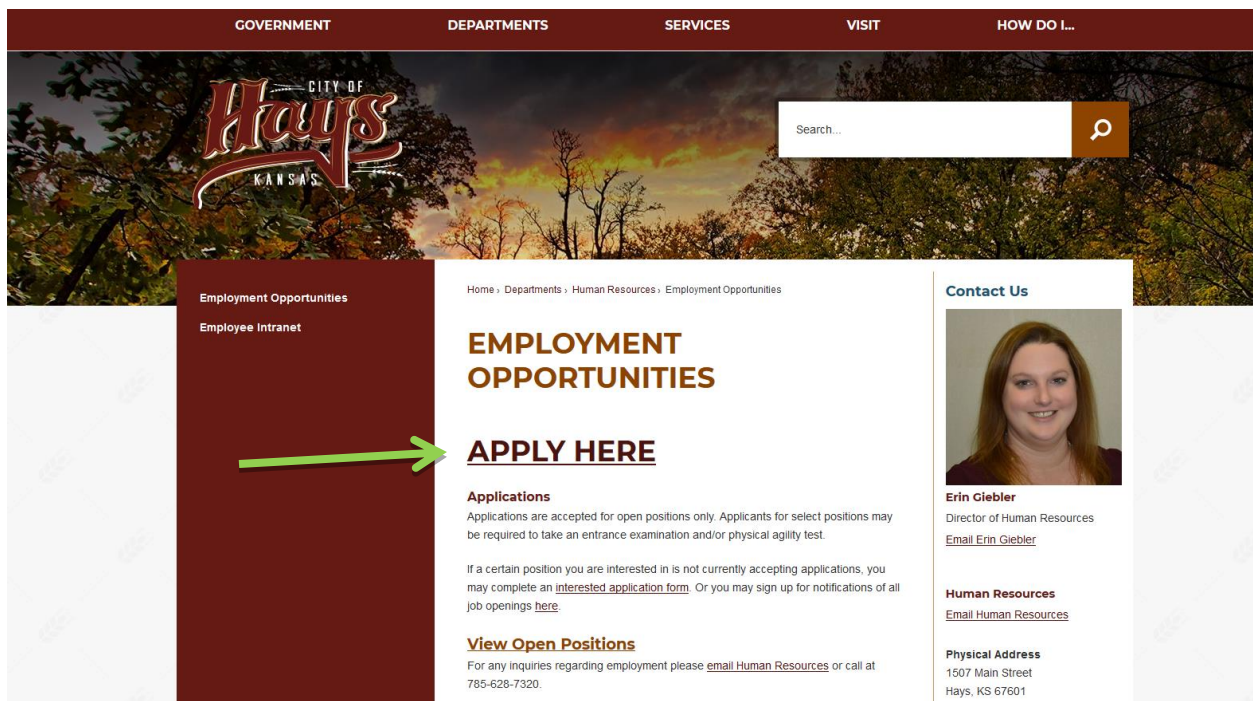 GOVERNMENT DEPARTMENTS SERVICES VISIT HOW DO I...
CITY OF
Hays
KANSAS
Search...
Employment Opportunities
Employee Intranet
Home › Departments › Human Resources › Employment Opportunities
EMPLOYMENT
OPPORTUNITIES
APPLY HERE
Applications
Applications are accepted for open positions only. Applicants for select positions may
be required to take an entrance examination and/or physical agility test.
If a certain position you are interested in is not currently accepting applications, you
may complete an interested application form. Or you may sign up for notifications of all
job openings here.
View Open Positions
For any inquiries regarding employment please email Human Resources or call at
785-628-7320.
Contact Us
Erin Giebler
Director of Human Resources
Email Erin Giebler
Human Resources
Email Human Resources
Physical Address
1507 Main Street
Hays, KS 67601